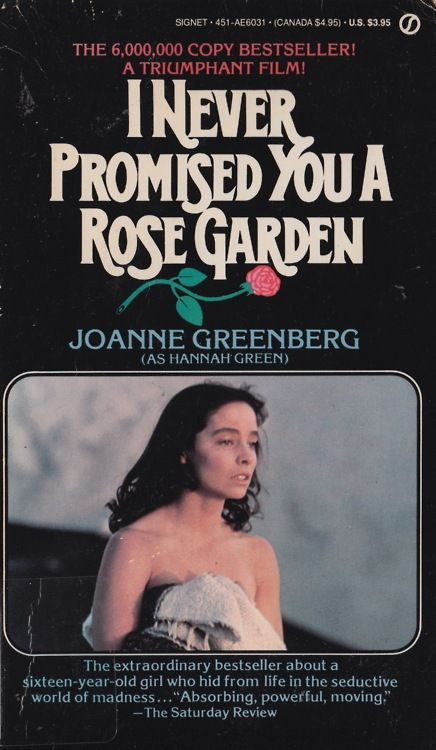 SIGNET • 451-AE6031 • (CANADA $4.95) • U.S. $3.95
THE 6,000,000 COPY BESTSELLER!
A TRIUMPHANT FILM!
I NEVER
PROMISED YOU A
ROSE GARDEN
JOANNE GREENBERG
(AS HANNAH GREEN)
The extraordinary bestseller about a
sixteen-year-old girl who hid from life in the seductive
world of madness... "Absorbing, powerful, moving,"
—The Saturday Review